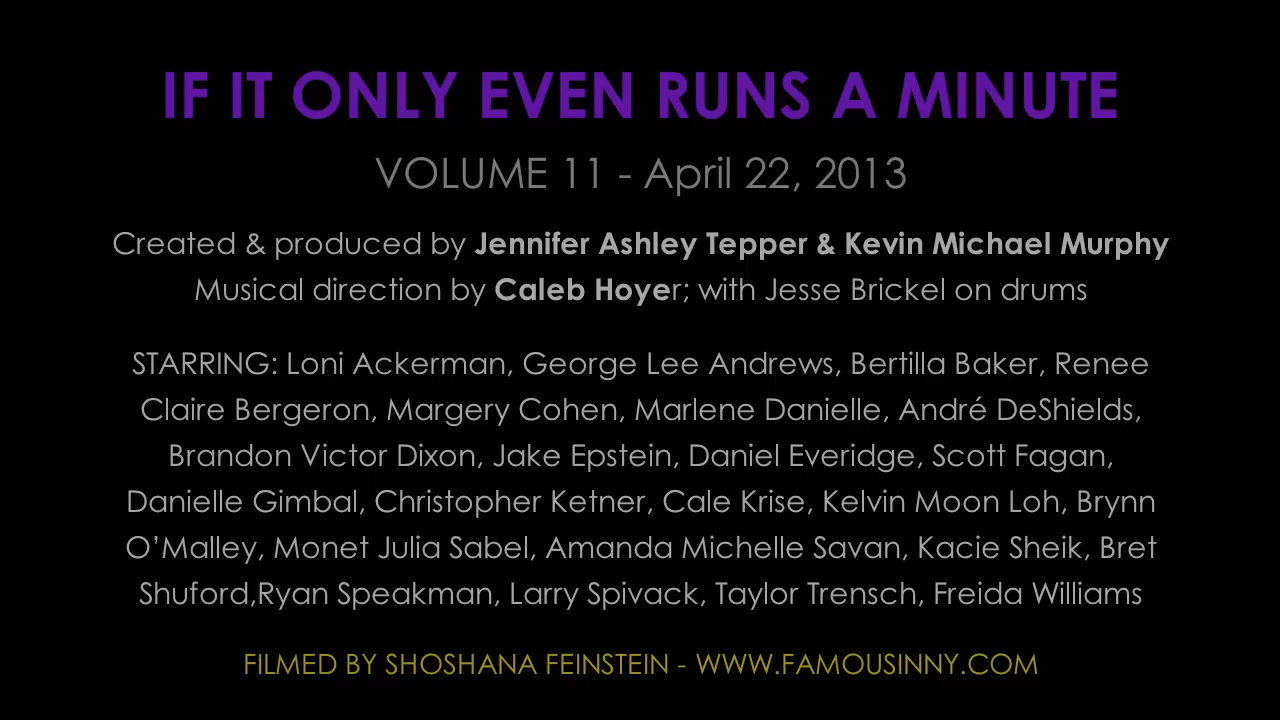 IF IT ONLY EVEN RUNS A MINUTE
VOLUME 11 - April 22, 2013
Created & produced by Jennifer Ashley Tepper & Kevin Michael Murphy
Musical direction by Caleb Hoyer; with Jesse Brickel on drums
STARRING: Loni Ackerman, George Lee Andrews, Bertilla Baker, Renee
Claire Bergeron, Margery Cohen, Marlene Danielle, André DeShields,
Brandon Victor Dixon, Jake Epstein, Daniel Everidge, Scott Fagan,
Danielle Gimbal, Christopher Ketner, Cale Krise, Kelvin Moon Loh, Brynn
O’Malley, Monet Julia Sabel, Amanda Michelle Savan, Kacie Sheik, Bret
Shuford,Ryan Speakman, Larry Spivack, Taylor Trensch, Freida Williams
FILMED BY SHOSHANA FEINSTEIN - WWW.FAMOUSINNY.COM